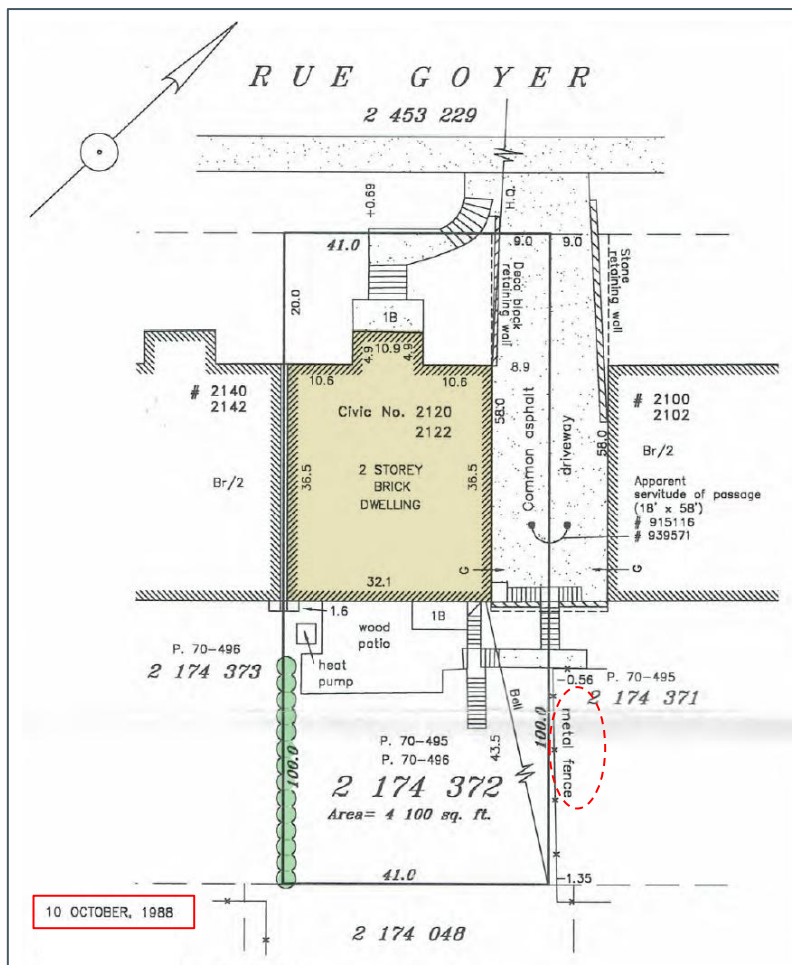 RUE GOYER
2 453 229
+0.69
H.Q.
41.0
9.0
9.0
20.0
Deco block
retaining wall
Stone
retaining wall
1B
4.9
10.9
4.9
10.6
10.6
8.9
# 2140
2142
Civic No. 2120
2122
58.0
Common asphalt
driveway
58.0
# 2100
2102
Br/2
Br/2
36.5
2 STOREY
BRICK
DWELLING
36.5
Apparent
servitude of passage
(18' x 58')
# 915116
# 939571
G
G
32.1
1.6
1B
wood
patio
heat
pump
P. 70-496
2 174 373
P. 70-495
2 174 371
-0.56
Bell
43.5
100.0
metal fence
100.0
P. 70-495
P. 70-496
2 174 372
Area= 4 100 sq. ft.
41.0
-1.35
10 OCTOBER, 1988
2 174 048